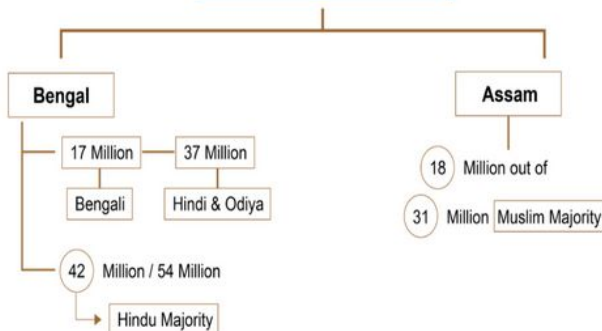 Bengal
Assam
17 Million
37 Million
Bengali
Hindi & Odiya
18 Million out of
31 Million Muslim Majority
42 Million / 54 Million
Hindu Majority